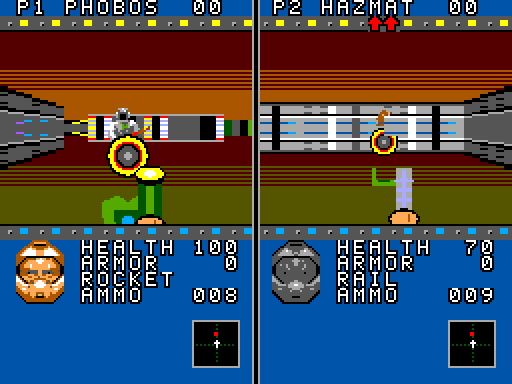 P1 PHOBOS 00
P2 HAZMAT 00
HEALTH 100
ARMOR 0
ROCKET
AMMO 008
HEALTH 70
ARMOR 0
RAIL
AMMO 009